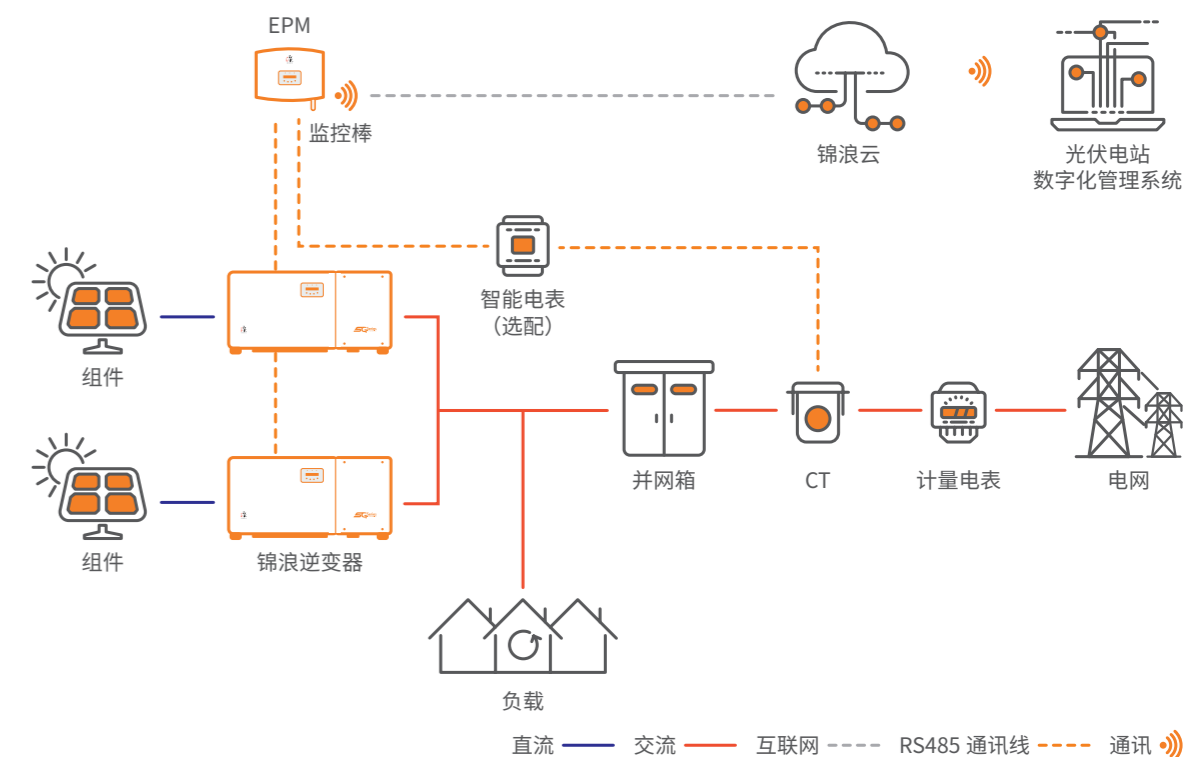 EPM
监控棒
锦浪云
光伏电站
数字化管理系统
智能电表
（选配）
组件
并网箱
CT
计量电表
电网
组件
锦浪逆变器
负载
直流
交流
互联网
RS485 通讯线
通讯